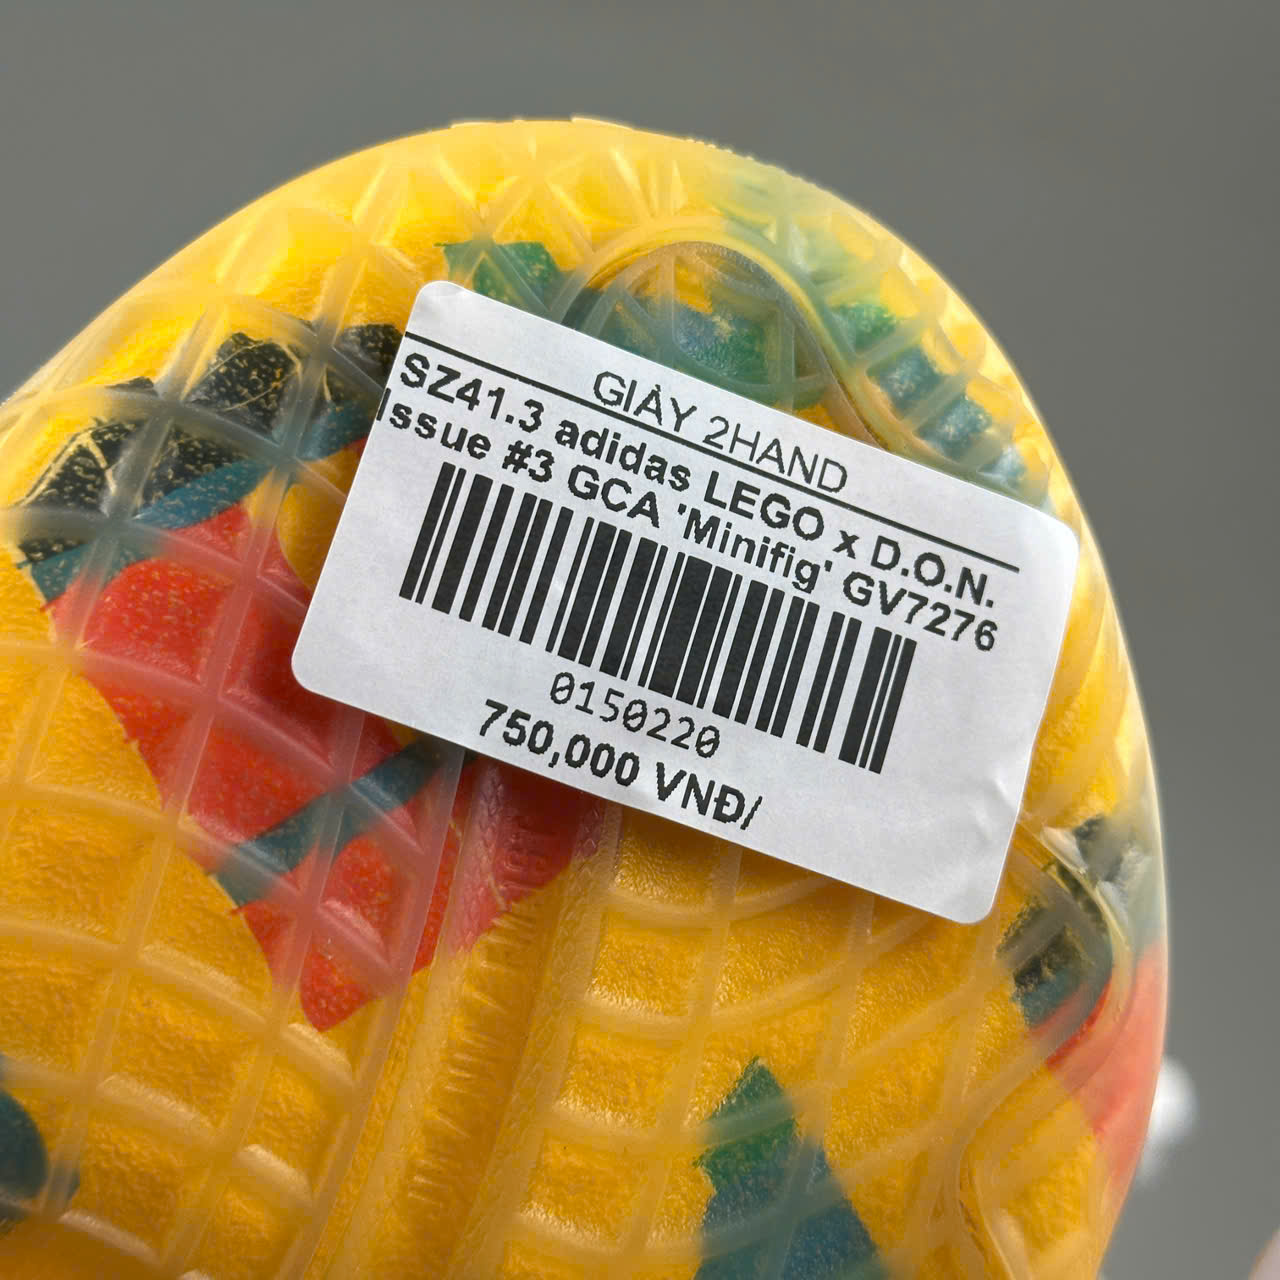 GIÀY 2HAND
SZ41.3 adidas LEGO x D.O.N.
Issue #3 GCA 'Minifig' GV7276
0150220
750,000 VNĐ/